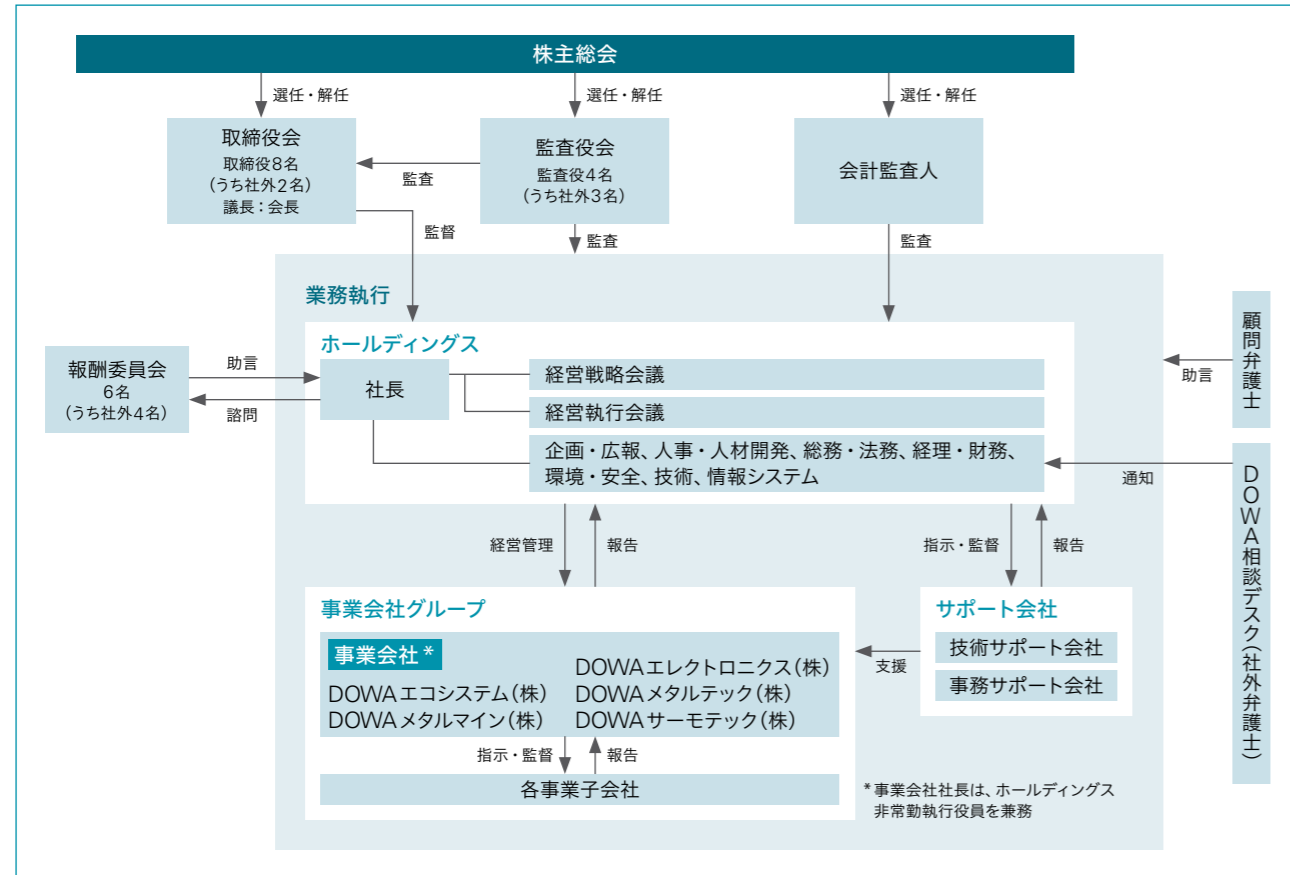 株主総会
選任・解任
選任・解任
選任・解任
取締役会
取締役8名
(うち社外2名)
議長：会長
監査
監査役会
監査役4名
(うち社外3名)
会計監査人
監督
監査
監査
業務執行
ホールディングス
報酬委員会
6名
(うち社外4名)
助言
諮問
社長
経営戦略会議
経営執行会議
企画・広報、人事・人材開発、総務・法務、経理・財務、
環境・安全、技術、情報システム
顧問弁護士
助言
DOWA相談デスク(社外弁護士)
通知
経営管理
報告
指示・監督
報告
事業会社グループ
事業会社*
DOWAエコシステム(株)
DOWAメタルマイン(株)
DOWAエレクトロニクス(株)
DOWAメタルテック(株)
DOWAサーモテック(株)
指示・監督
報告
各事業子会社
支援
サポート会社
技術サポート会社
事務サポート会社
*事業会社社長は、ホールディングス
非常勤執行役員を兼務